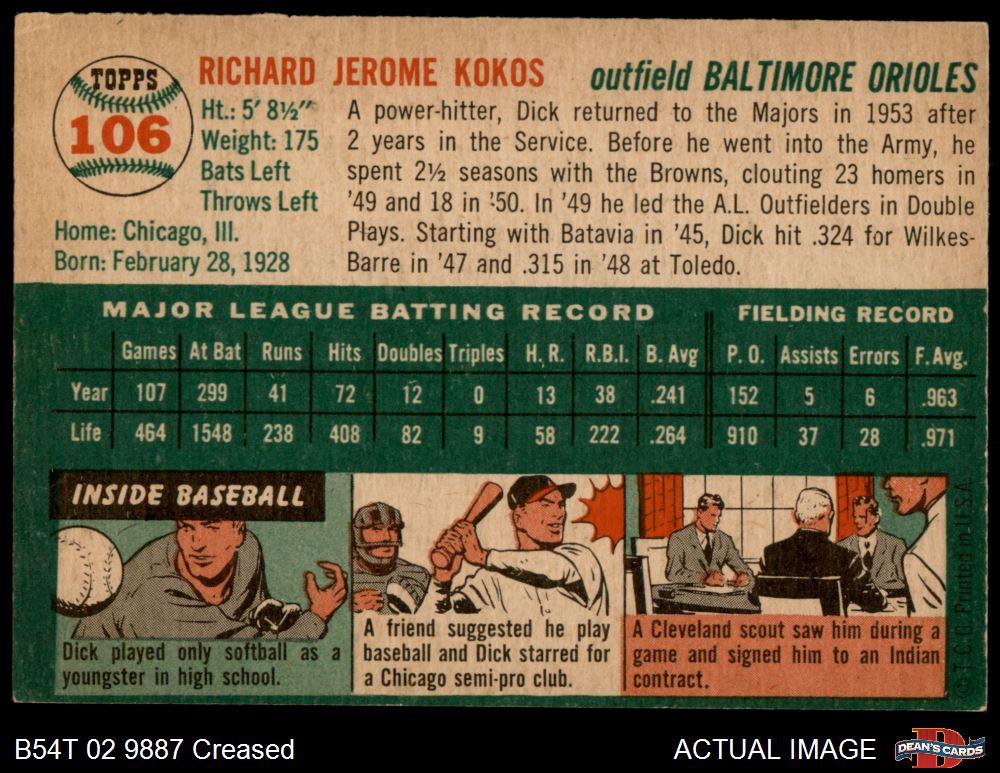 TOPPS
106
RICHARD JEROME KOKOS
outfield BALTIMORE ORIOLES
Ht.: 5' 8½"
Weight: 175
Bats Left
Throws Left
Home: Chicago, Ill.
Born: February 28, 1928
A power-hitter, Dick returned to the Majors in 1953 after
2 years in the Service. Before he went into the Army, he
spent 2½ seasons with the Browns, clouting 23 homers in
'49 and 18 in '50. In '49 he led the A.L. Outfielders in Double
Plays. Starting with Batavia in '45, Dick hit .324 for Wilkes-
Barre in '47 and .315 in '48 at Toledo.
MAJOR LEAGUE BATTING RECORD FIELDING RECORD
Games At Bat Runs Hits Doubles Triples H. R. R.B.I. B. Avg P. O. Assists Errors F. Avg.
Year 107 299 41 72 12 0 13 38 .241 152 5 6 .963
Life 464 1548 238 408 82 9 58 222 .264 910 37 28 .971
INSIDE BASEBALL
Dick played only softball as a
youngster in high school.
A friend suggested he play
baseball and Dick starred for
a Chicago semi-pro club.
A Cleveland scout saw him during a
game and signed him to an Indian
contract.
© T.C.G. Printed in U.S.A.
B54T 02 9887 Creased
ACTUAL IMAGE
D
DEAN'S CARDS